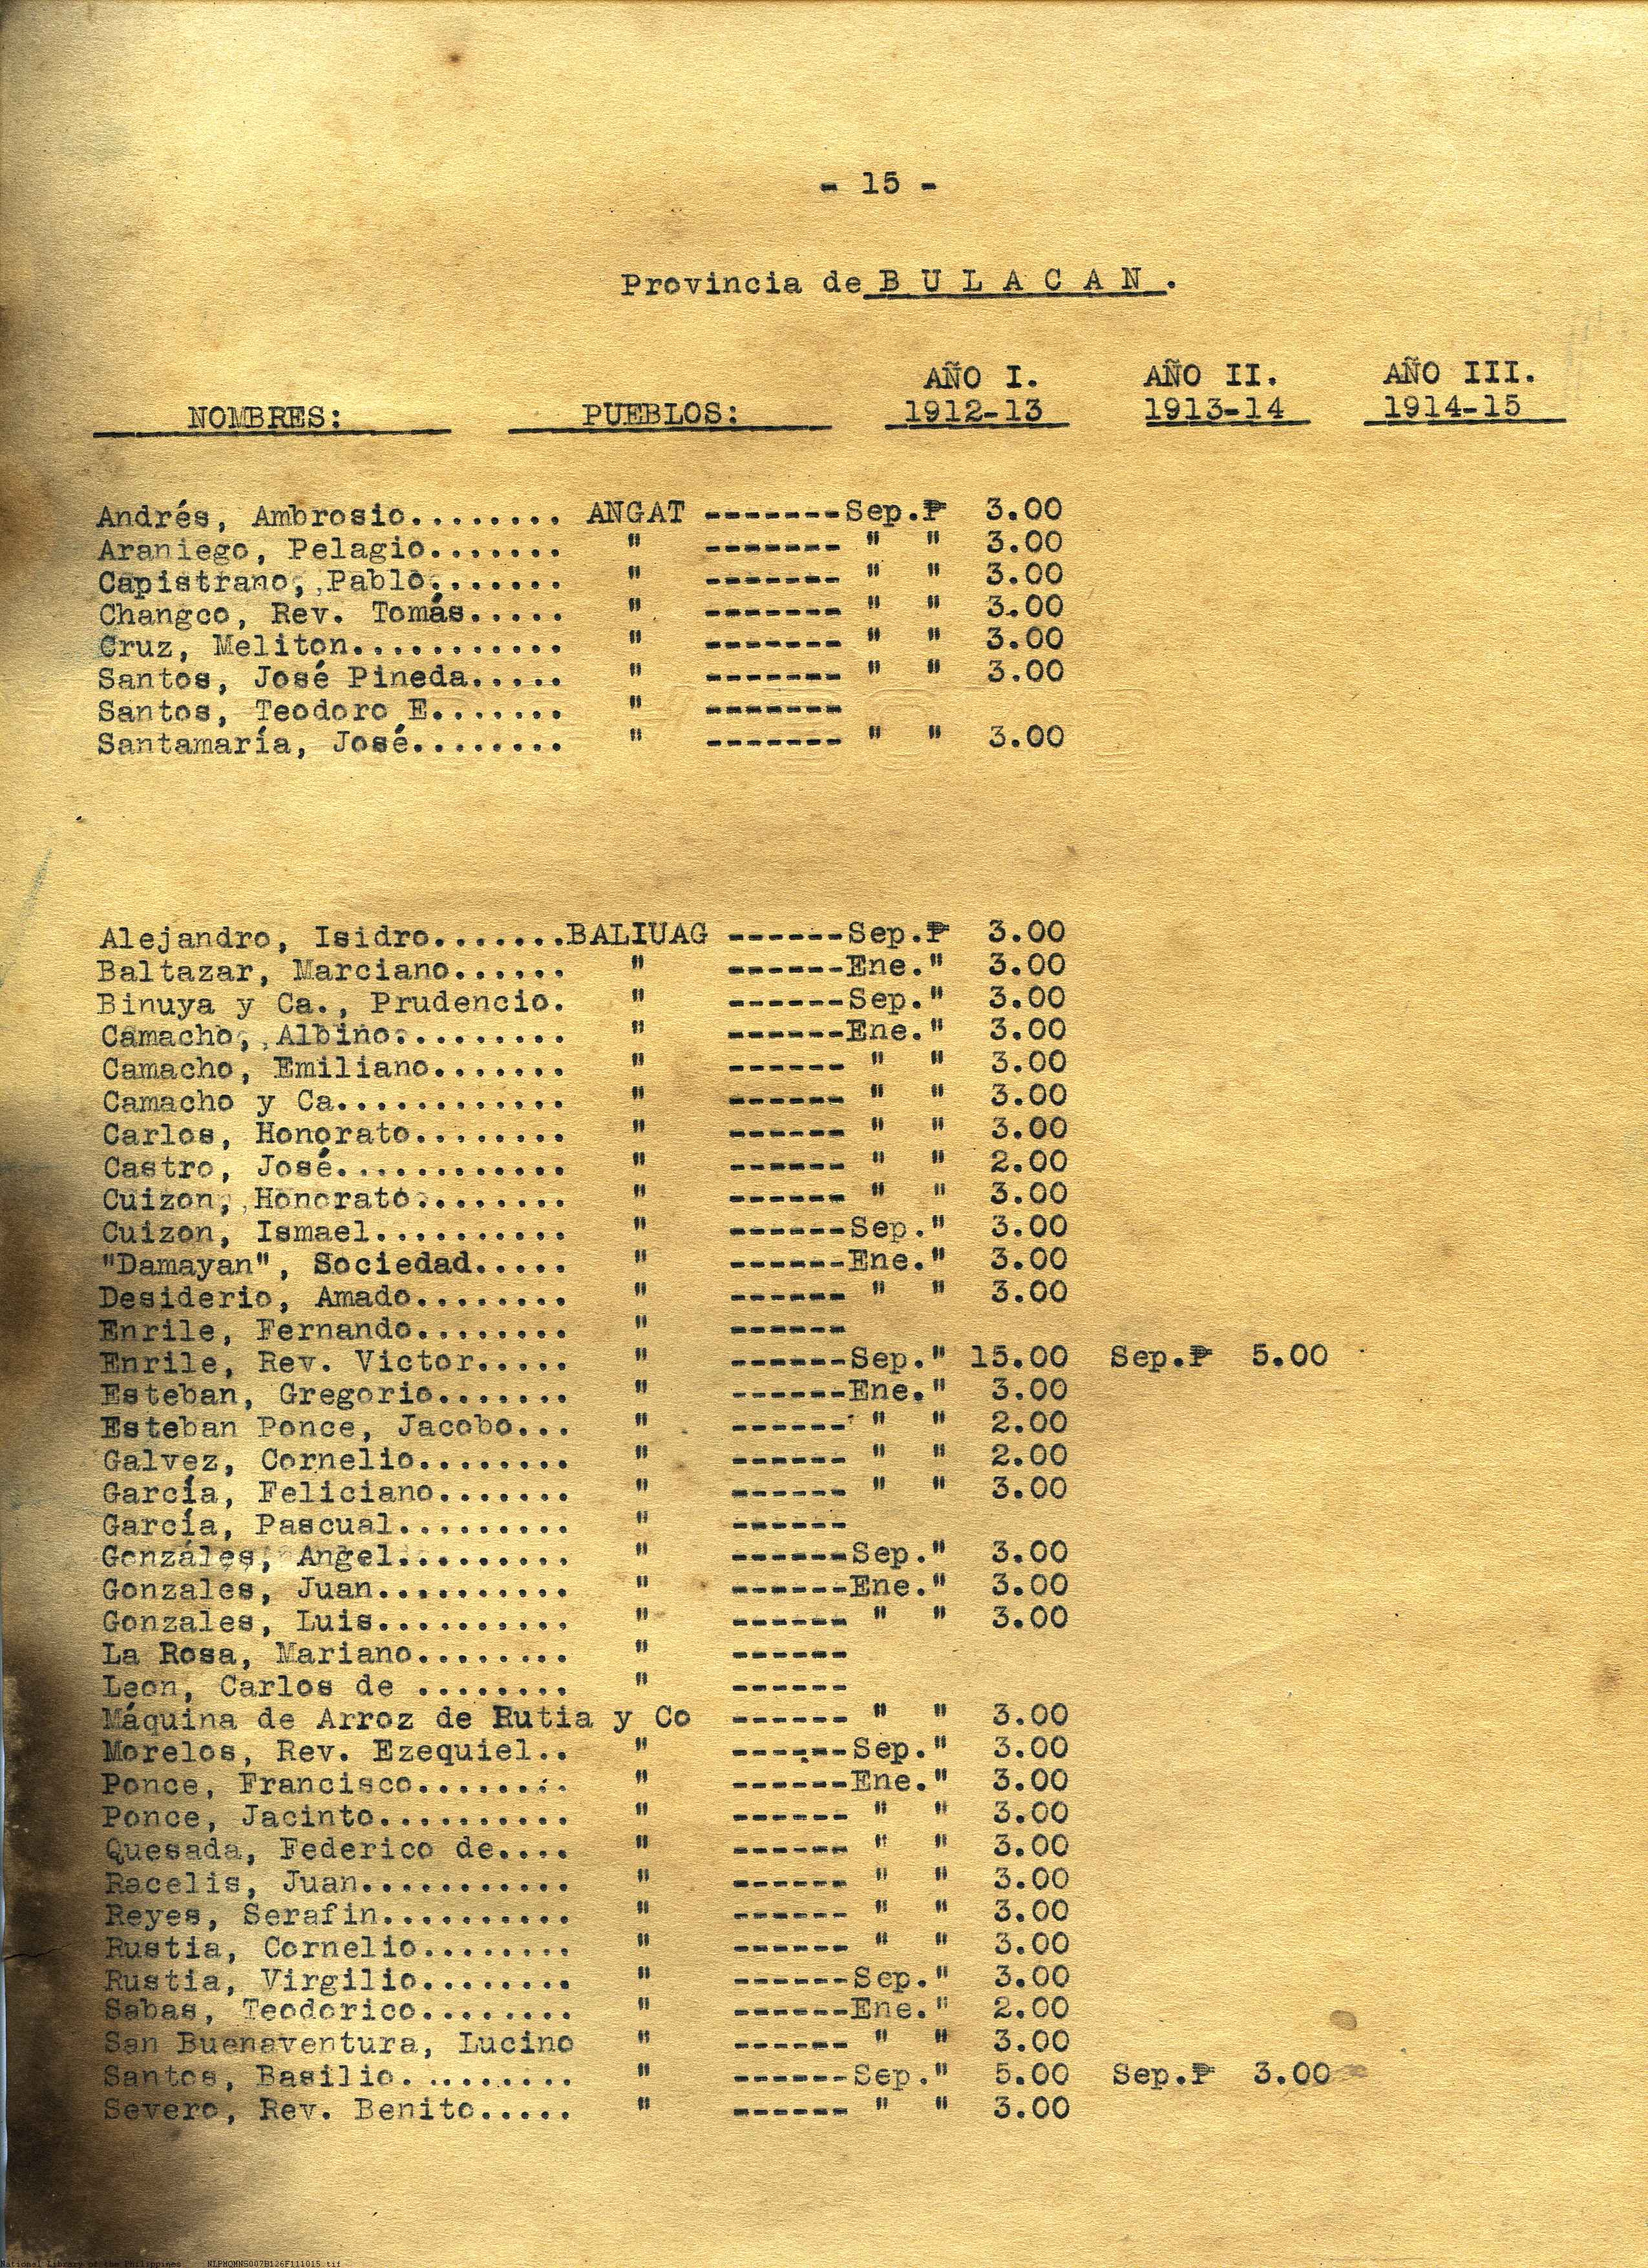 - 15 -
Provincia de B U L A C A N .
AÑO I. AÑO II. AÑO III.
NOMBRES: PUEBLOS: 1912-13 1913-14 1914-15
Andrés, Ambrosio........ ANGAT -------Sep.₱ 3.00
Araniego, Pelagio....... " ------- " " 3.00
Capistrano, Pablo....... " ------- " " 3.00
Changco, Rev. Tomás..... " ------- " " 3.00
Cruz, Meliton........... " ------- " " 3.00
Santos, José Pineda..... " ------- " " 3.00
Santos, Teodoro E....... " -------
Santamaría, José........ " ------- " " 3.00
Alejandro, Isidro.......BALIUAG ------Sep.₱ 3.00
Baltazar, Marciano...... " ------Ene." 3.00
Binuya y Ca., Prudencio. " ------Sep." 3.00
Camacho, Albino......... " ------Ene." 3.00
Camacho, Emiliano....... " ------ " " 3.00
Camacho y Ca............ " ------ " " 3.00
Carlos, Honorato........ " ------ " " 3.00
Castro, José............ " ------ " " 2.00
Cuizon, Honorato........ " ------ " " 3.00
Cuizon, Ismael.......... " ------Sep." 3.00
"Damayan", Sociedad..... " ------Ene." 3.00
Desiderio, Amado........ " ------ " " 3.00
Enrile, Fernando........ " ------
Enrile, Rev. Victor..... " ------Sep." 15.00 Sep.₱ 5.00
Esteban, Gregorio....... " ------Ene." 3.00
Esteban Ponce, Jacobo... " ------ " " 2.00
Galvez, Cornelio........ " ------ " " 2.00
García, Feliciano....... " ------ " " 3.00
García, Pascual......... " ------
Gonzáles, Angel......... " ------Sep." 3.00
Gonzales, Juan.......... " ------Ene." 3.00
Gonzales, Luis.......... " ------ " " 3.00
La Rosa, Mariano........ " ------
Leon, Carlos de ........ " ------
Máquina de Arroz de Rutia y Co ------ " " 3.00
Morelos, Rev. Ezequiel.. " ------Sep." 3.00
Ponce, Francisco........ " ------Ene." 3.00
Ponce, Jacinto.......... " ------ " " 3.00
Quesada, Federico de.... " ------ " " 3.00
Racelis, Juan........... " ------ " " 3.00
Reyes, Serafin.......... " ------ " " 3.00
Rustia, Cornelio........ " ------ " " 3.00
Rustia, Virgilio........ " ------Sep." 3.00
Sabas, Teodorico........ " ------Ene." 2.00
San Buenaventura, Lucino " ------ " " 3.00
Santos, Basilio......... " ------Sep." 5.00 Sep.₱ 3.00
Severo, Rev. Benito..... " ------ " " 3.00
National Library of the Philippines NLPMQMNS007B126F111015.tif